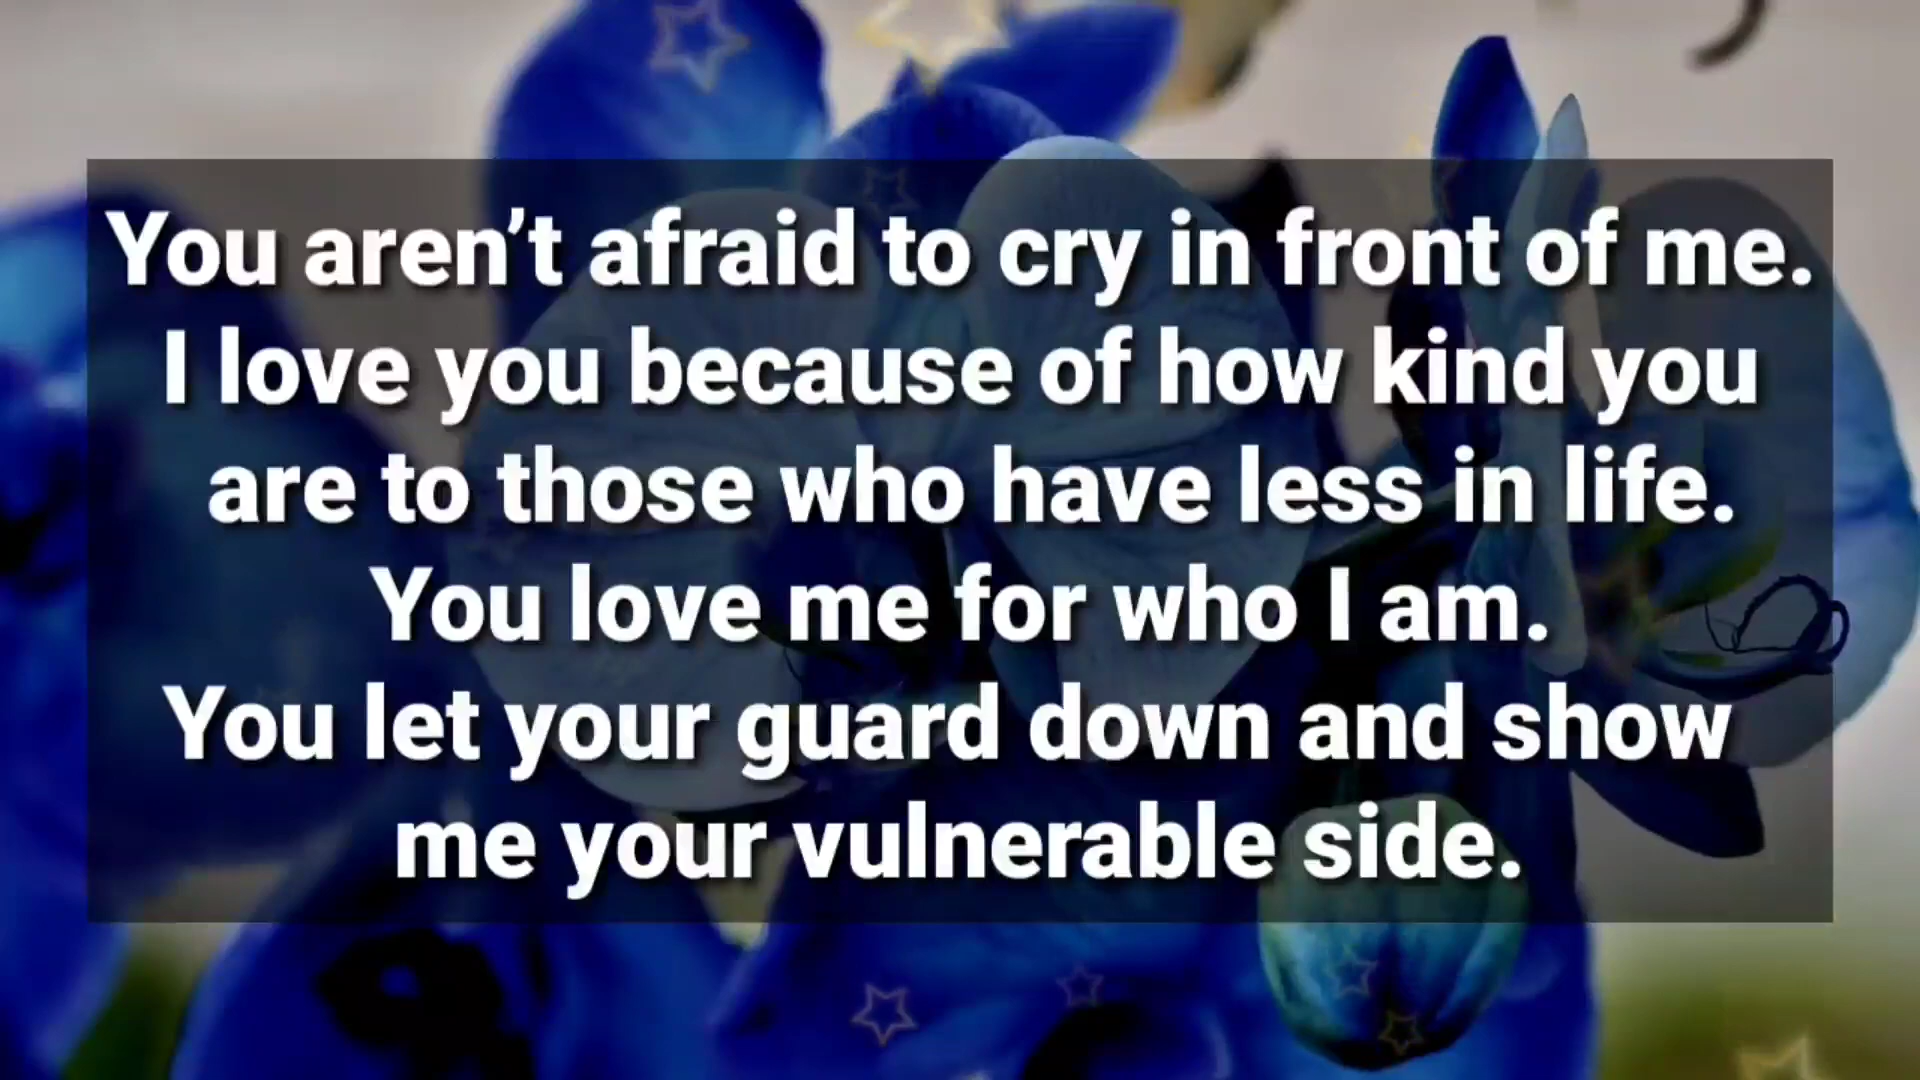 You aren’t afraid to cry in front of me.
I love you because of how kind you
are to those who have less in life.
You love me for who I am.
You let your guard down and show
me your vulnerable side.